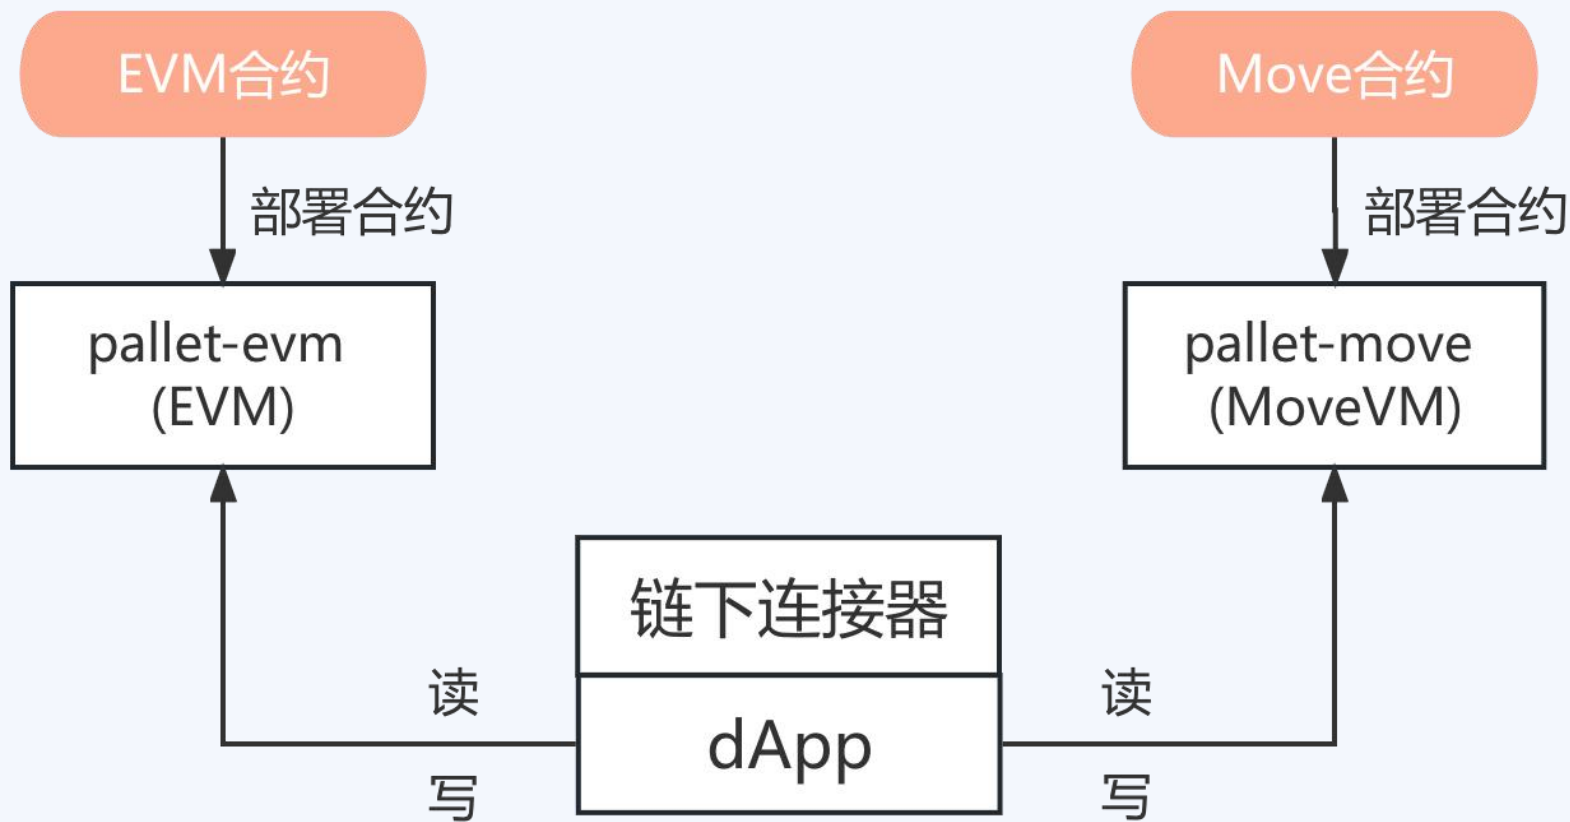 EVM合约
Move合约
部署合约
部署合约
pallet-evm
(EVM)
pallet-move
(MoveVM)
链下连接器
读
读
dApp
写
写